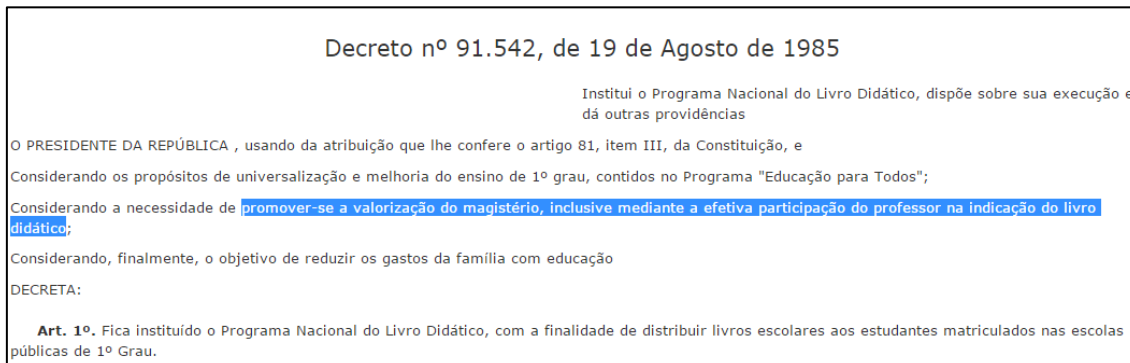 Decreto nº 91.542, de 19 de Agosto de 1985
Institui o Programa Nacional do Livro Didático, dispõe sobre sua execução e
dá outras providências
O PRESIDENTE DA REPÚBLICA , usando da atribuição que lhe confere o artigo 81, item III, da Constituição, e
Considerando os propósitos de universalização e melhoria do ensino de 1º grau, contidos no Programa "Educação para Todos";
Considerando a necessidade de promover-se a valorização do magistério, inclusive mediante a efetiva participação do professor na indicação do livro
didático;
Considerando, finalmente, o objetivo de reduzir os gastos da família com educação
DECRETA:
Art. 1º. Fica instituído o Programa Nacional do Livro Didático, com a finalidade de distribuir livros escolares aos estudantes matriculados nas escolas
públicas de 1º Grau.